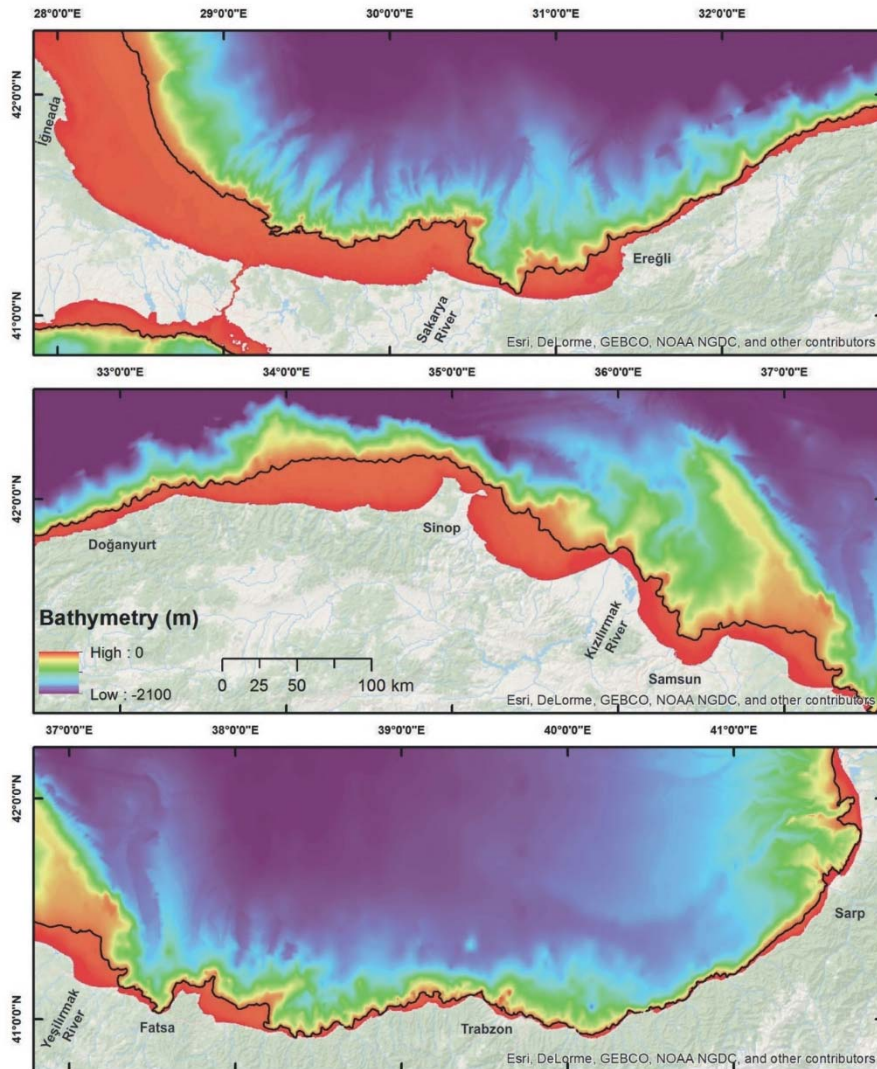 28°0'0"E 29°0'0"E 30°0'0"E 31°0'0"E 32°0'0"E
42°0'0"N
İğneada
Ereğli
Sakarya
River
41°0'0"N
Esri, DeLorme, GEBCO, NOAA NGDC, and other contributors
33°0'0"E 34°0'0"E 35°0'0"E 36°0'0"E 37°0'0"E
42°0'0"N
Sinop
Doğanyurt
Bathymetry (m)
High : 0
Low : -2100
0 25 50 100 km
Kızılırmak
River
Samsun
Esri, DeLorme, GEBCO, NOAA NGDC, and other contributors
37°0'0"E 38°0'0"E 39°0'0"E 40°0'0"E 41°0'0"E
42°0'0"N
Sarp
41°0'0"N
Yeşilırmak
River
Fatsa
Trabzon
Esri, DeLorme, GEBCO, NOAA NGDC, and other contributors